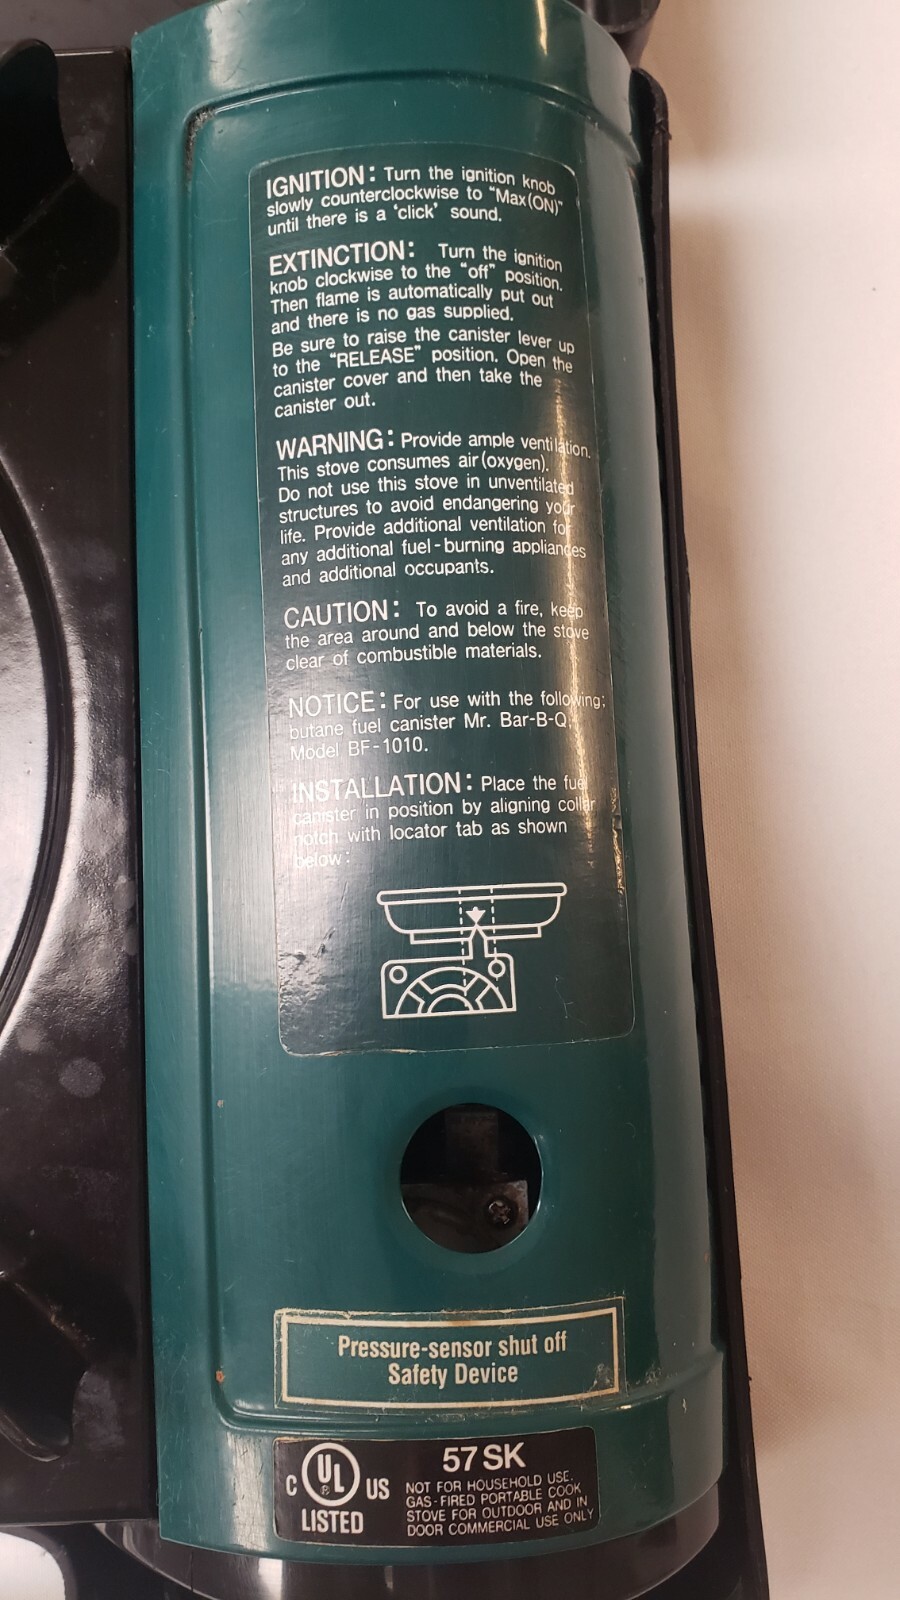 IGNITION: Turn the ignition knob
slowly counterclockwise to "Max(ON)"
until there is a 'click' sound.
EXTINCTION: Turn the ignition
knob clockwise to the "off" position.
Then flame is automatically put out
and there is no gas supplied.
Be sure to raise the canister lever up
to the "RELEASE" position. Open the
canister cover and then take the
canister out.
WARNING: Provide ample ventilation.
This stove consumes air(oxygen).
Do not use this stove in unventilated
structures to avoid endangering your
life. Provide additional ventilation for
any additional fuel-burning appliances
and additional occupants.
CAUTION: To avoid a fire, keep
the area around and below the stove
clear of combustible materials.
NOTICE: For use with the following;
butane fuel canister Mr. Bar-B-Q,
Model BF-1010.
INSTALLATION: Place the fuel
canister in position by aligning collar
notch with locator tab as shown
below:
Pressure-sensor shut off
Safety Device
C UL ® US
LISTED
57SK
NOT FOR HOUSEHOLD USE.
GAS-FIRED PORTABLE COOK
STOVE FOR OUTDOOR AND IN
DOOR COMMERCIAL USE ONLY